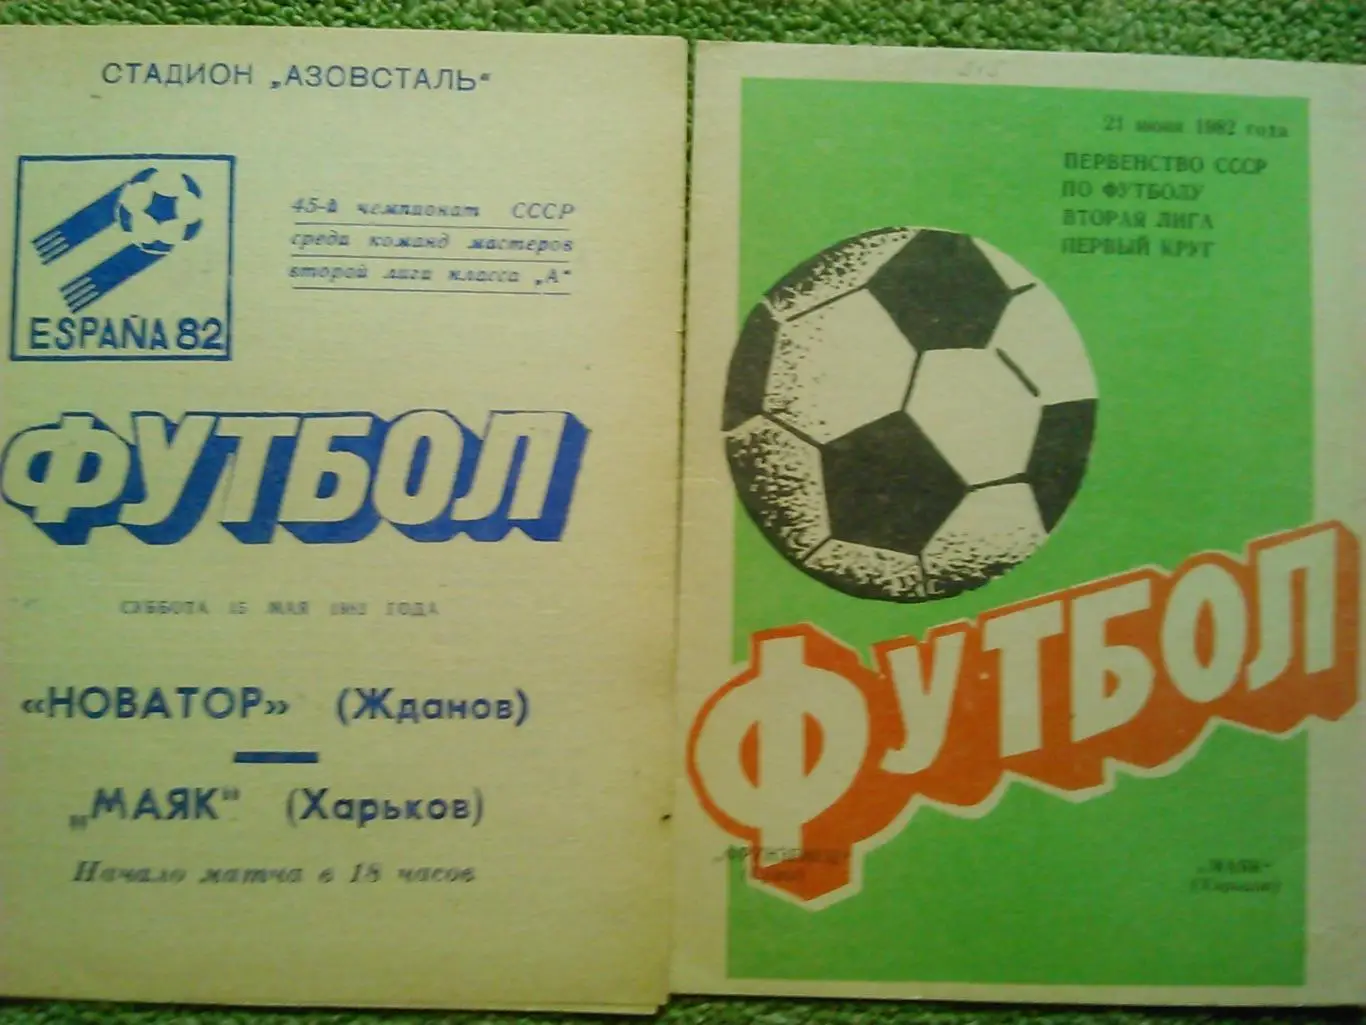 СТАДИОН „АЗОВСТАЛЬ“
45-й чемпионат СССР
среди команд мастеров
второй лиги класса „А“
ESPAÑA 82
ФУТБОЛ
СУББОТА 15 МАЯ 1982 ГОДА
«НОВАТОР» (Жданов)
„МАЯК" (Харьков)
Начало матча в 18 часов
21 июня 1982 года
ПЕРВЕНСТВО СССР
ПО ФУТБОЛУ
ВТОРАЯ ЛИГА
ПЕРВЫЙ КРУГ
ФУТБОЛ
„МАЯК“
(Харьков)